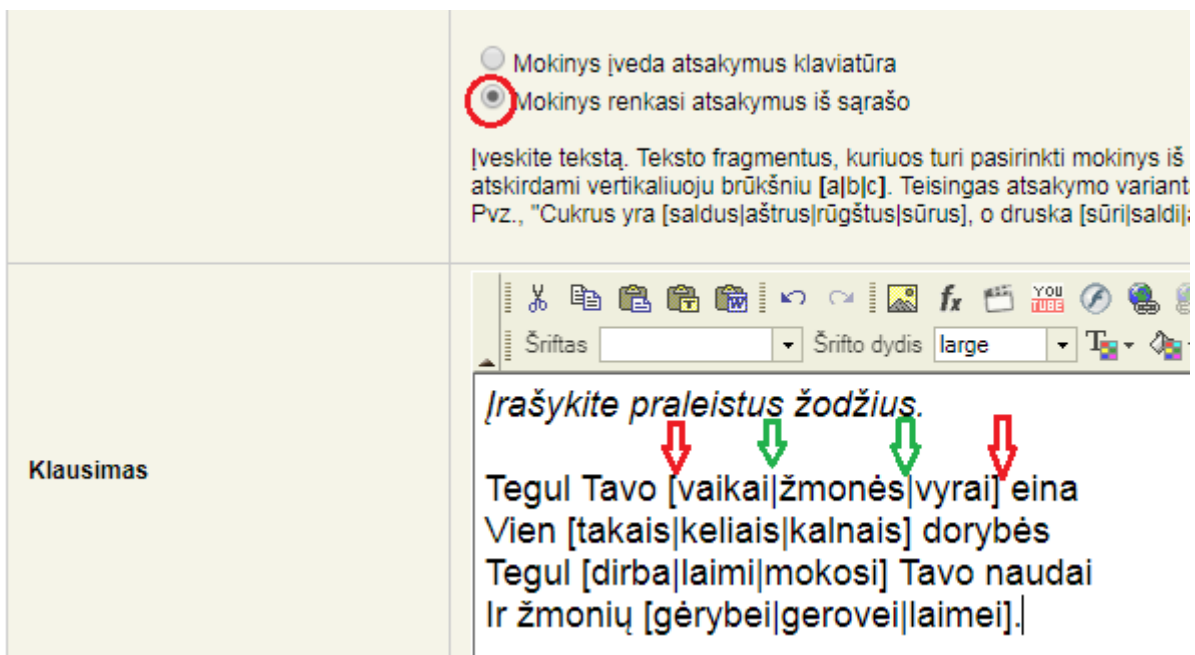 Mokinys įveda atsakymus klaviatūra
Mokinys renkasi atsakymus iš sąrašo
Įveskite tekstą. Teksto fragmentus, kuriuos turi pasirinkti mokinys iš
atskirdami vertikaliuoju brūkšniu [a|b|c]. Teisingas atsakymo variant
Pvz., "Cukrus yra [saldus|aštrus|rūgštus|sūrus], o druska [sūri|saldi|
YOU
TUBE
Šriftas Šrifto dydis large
Klausimas
Įrašykite praleistus žodžius.
Tegul Tavo [vaikai|žmonės|vyrai] eina
Vien [takais|keliais|kalnais] dorybės
Tegul [dirba|laimi|mokosi] Tavo naudai
Ir žmonių [gėrybei|gerovei|laimei].